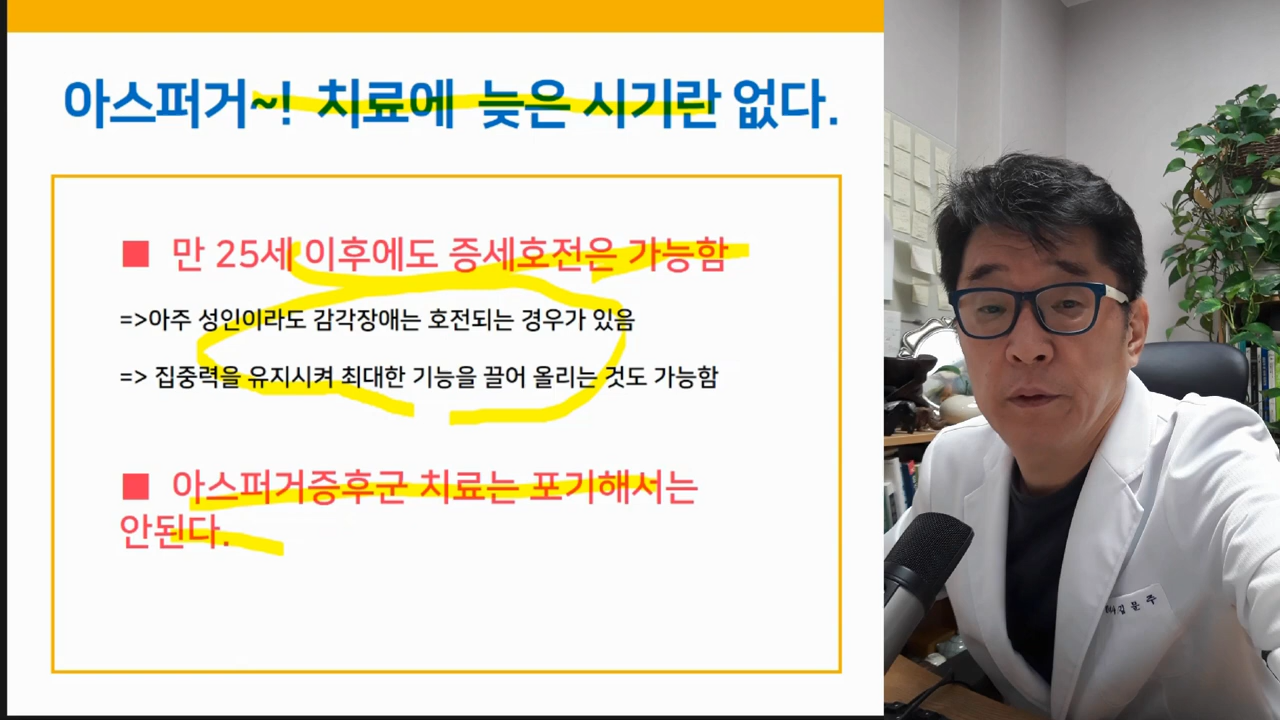 아스퍼거~! 치료에 늦은 시기란 없다.
■ 만 25세 이후에도 증세호전은 가능함
=>아주 성인이라도 감각장애는 호전되는 경우가 있음
=> 집중력을 유지시켜 최대한 기능을 끌어 올리는 것도 가능함
■ 아스퍼거증후군 치료는 포기해서는
안된다.
김문주